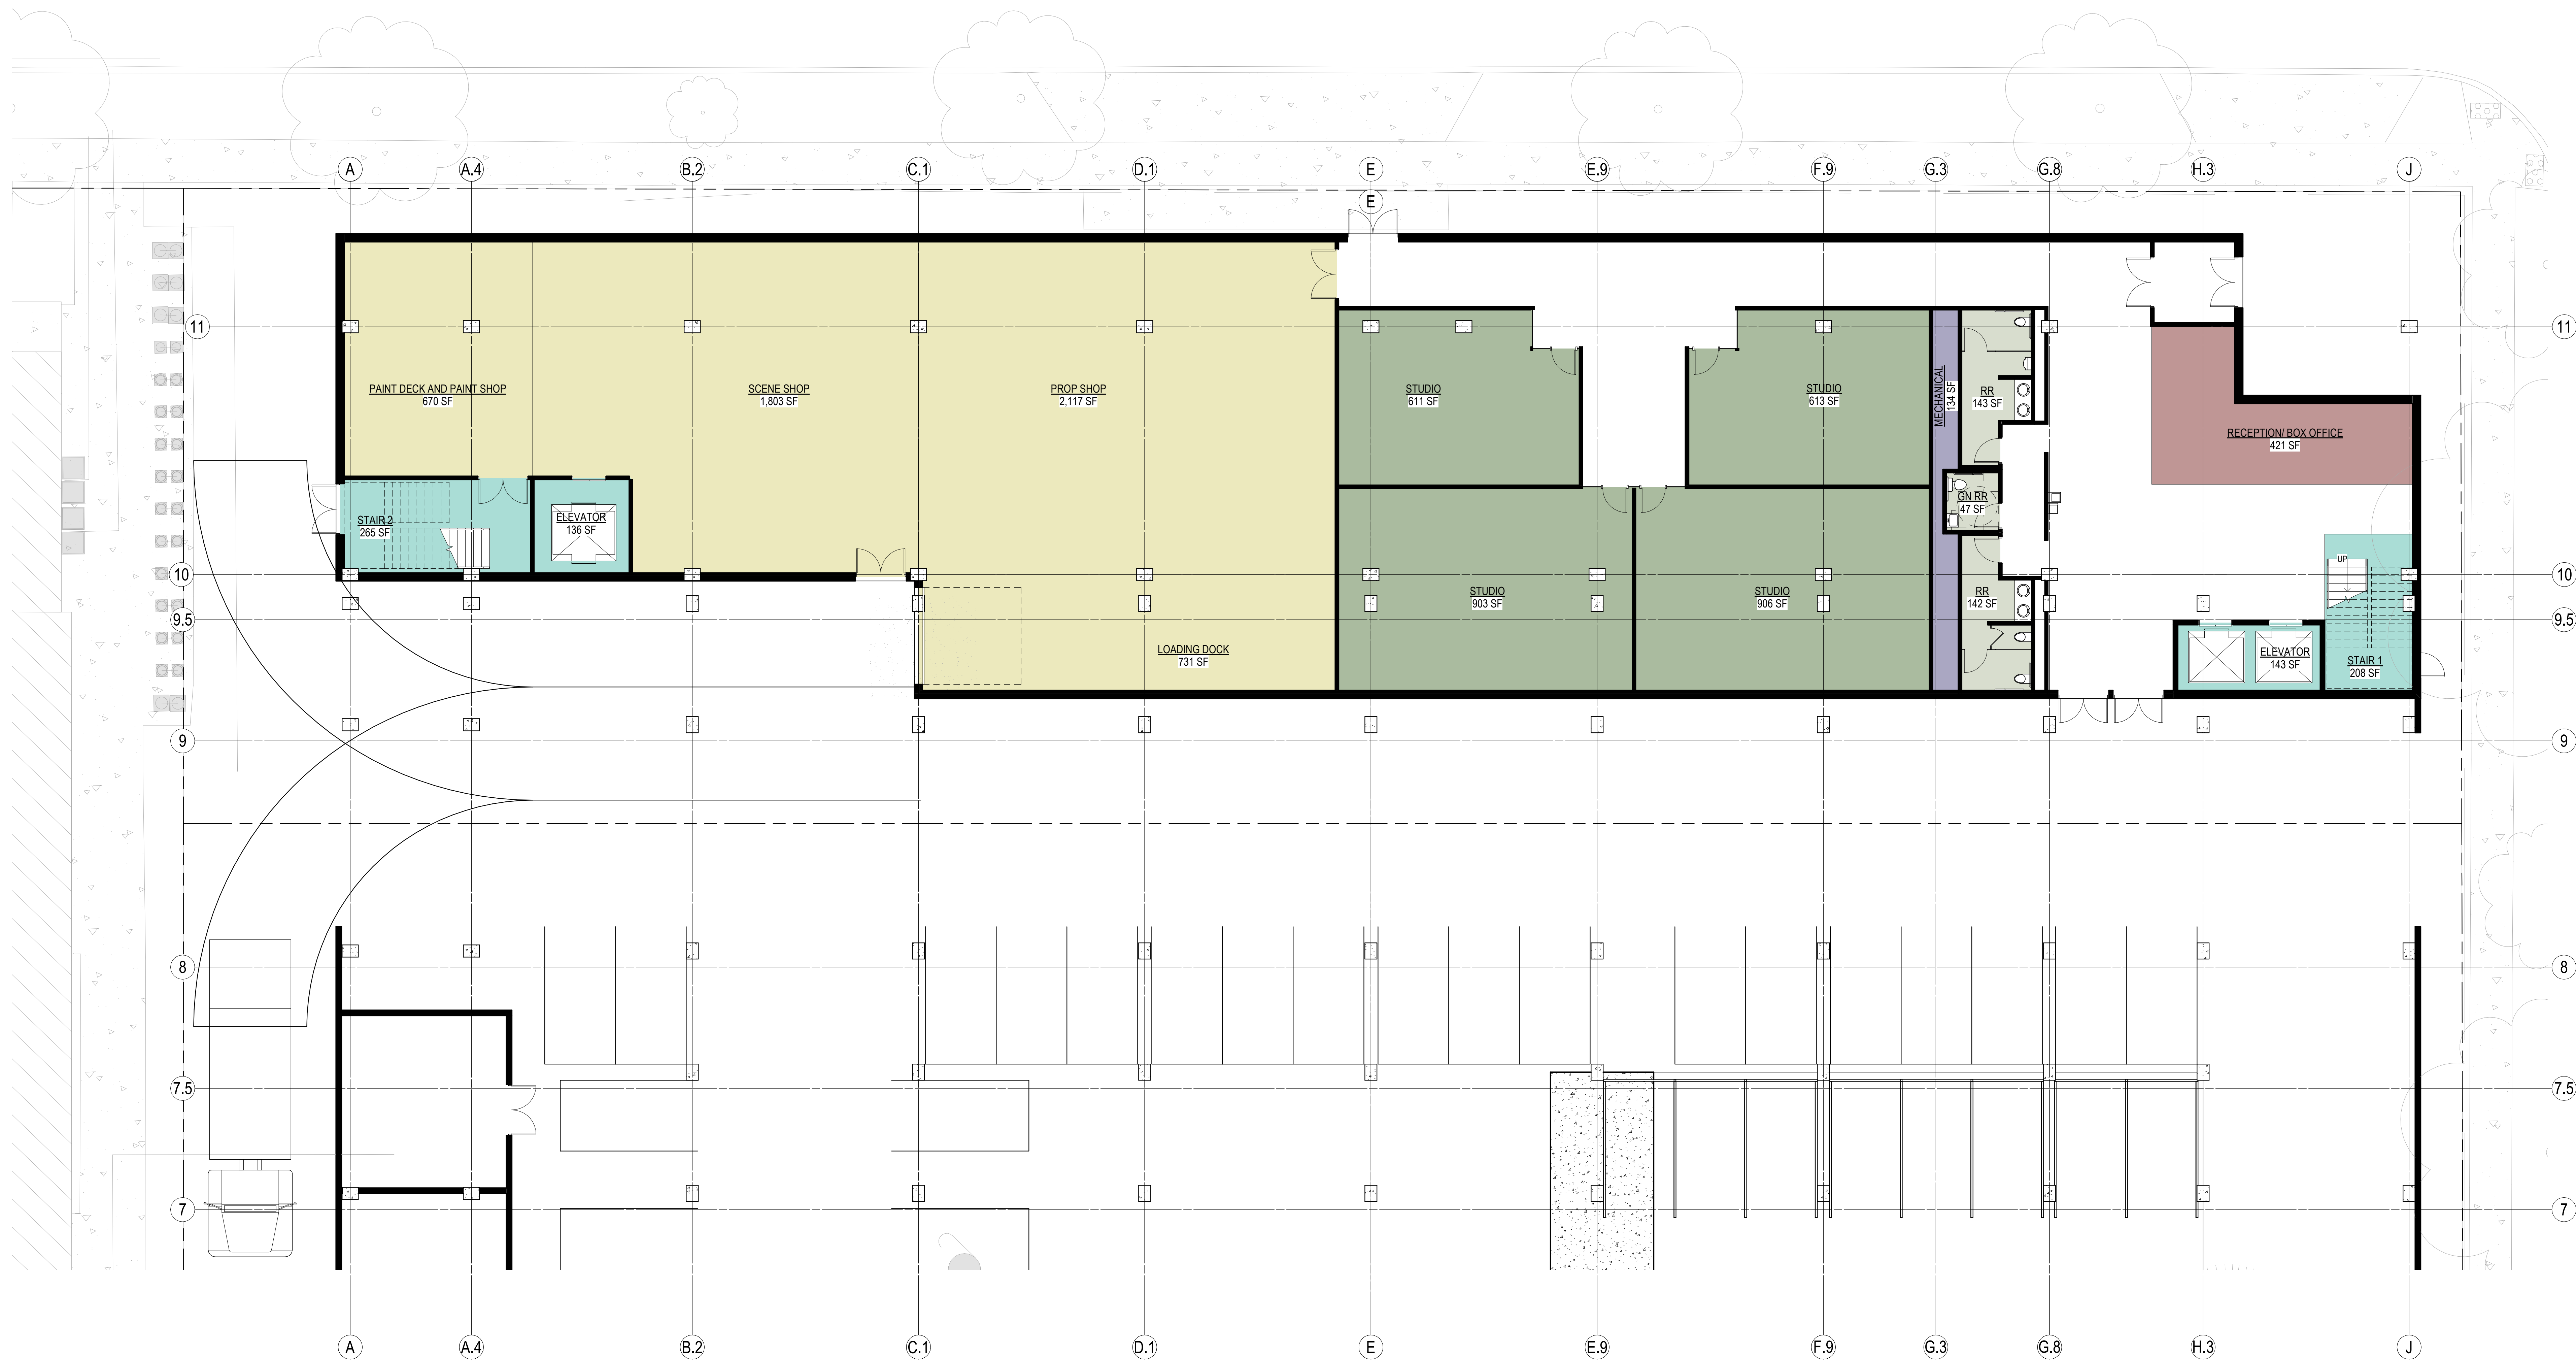 A
A.4
B.2
C.1
D.1
E
E.9
F.9
G.3
G.8
H.3
J
E
11
11
PAINT DECK AND PAINT SHOP
670 SF
SCENE SHOP
1,803 SF
PROP SHOP
2,117 SF
STUDIO
611 SF
STUDIO
613 SF
MECHANICAL
134 SF
RR
143 SF
RECEPTION/ BOX OFFICE
421 SF
STAIR 2
265 SF
ELEVATOR
136 SF
GN RR
47 SF
UP
10
10
STUDIO
903 SF
STUDIO
906 SF
RR
142 SF
9.5
9.5
LOADING DOCK
731 SF
ELEVATOR
143 SF
STAIR 1
208 SF
9
9
8
8
7.5
7.5
7
7
A
A.4
B.2
C.1
D.1
E
E.9
F.9
G.3
G.8
H.3
J